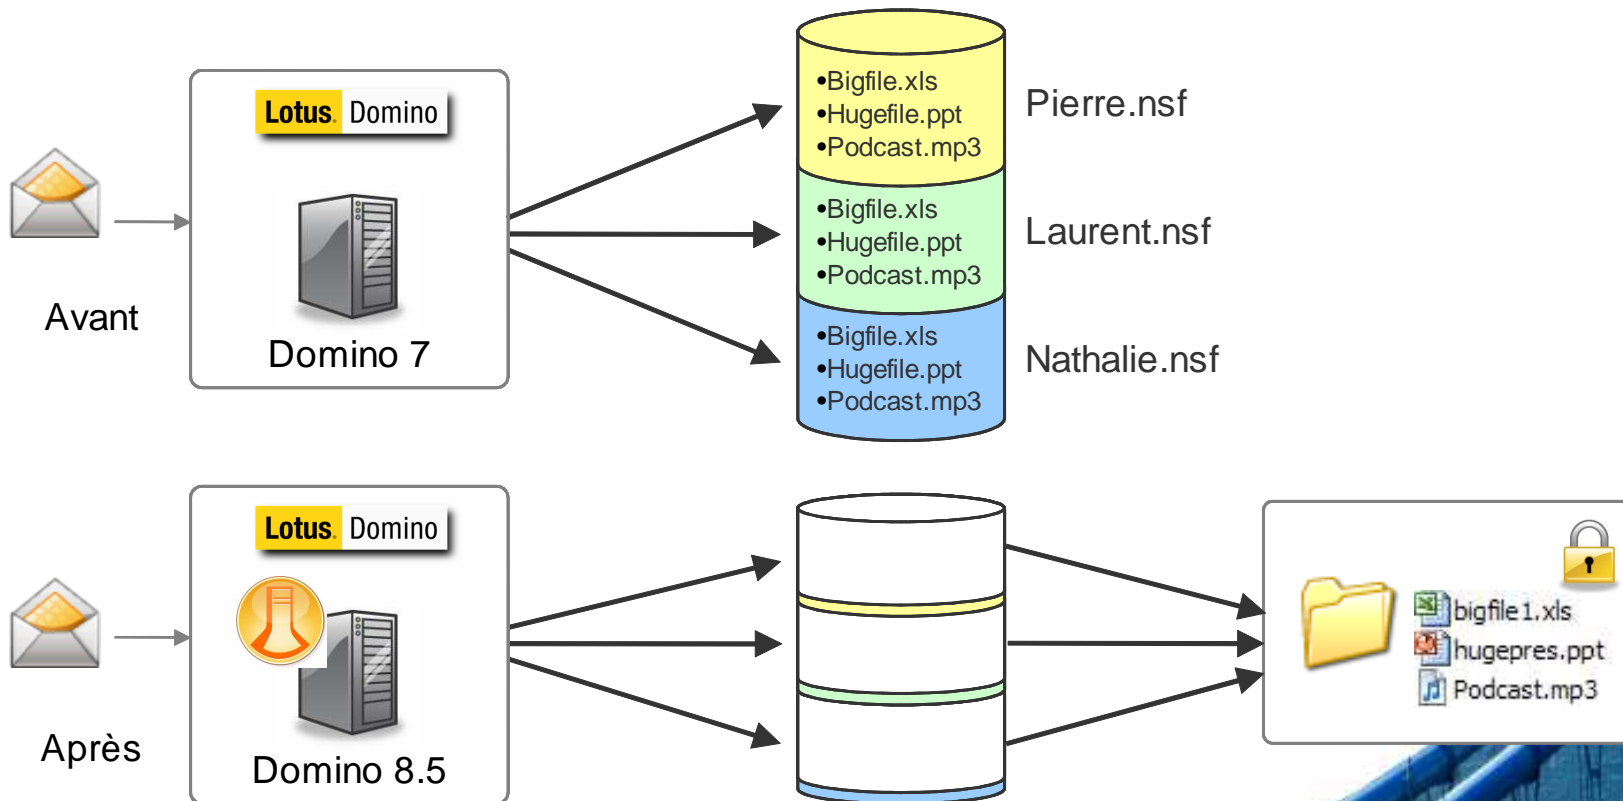 Lotus. Domino
Domino 7
Avant
•Bigfile.xls
•Hugefile.ppt
•Podcast.mp3
Pierre.nsf
•Bigfile.xls
•Hugefile.ppt
•Podcast.mp3
Laurent.nsf
•Bigfile.xls
•Hugefile.ppt
•Podcast.mp3
Nathalie.nsf
Lotus. Domino
Domino 8.5
Après
bigfile1.xls
hugepres.ppt
Podcast.mp3